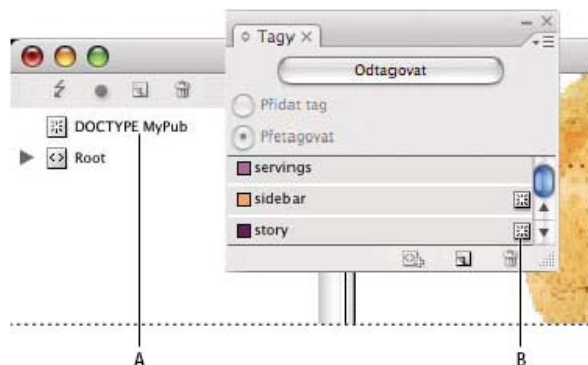 Tagy
Odtagovat
Přidat tag
Přetagovat
DOCTYPE MyPub
Root
servings
sidebar
story
A
B